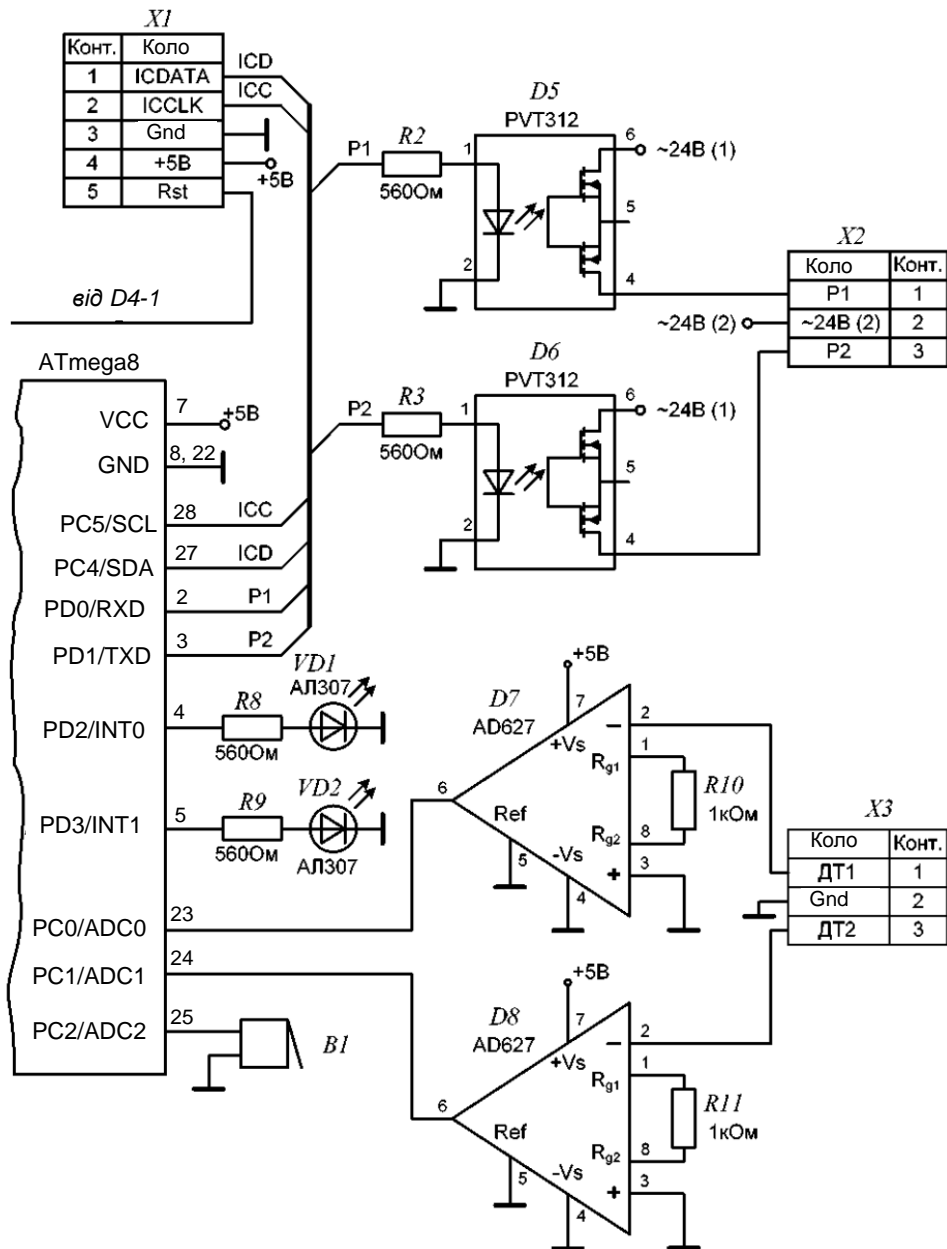 X1
Конт. Коло
1 ICDATA
2 ICCLK
3 Gnd
4 +5В
5 Rst
ICD
ICC
+5В
від D4-1
P1
R2
560Ом
D5
PVT312
1
2
6
5
4
~24В (1)
X2
Коло Конт.
P1 1
~24В (2) 2
P2 3
~24В (2)
P2
R3
560Ом
D6
PVT312
1
2
6
5
4
~24В (1)
ATmega8
VCC 7 +5В
GND 8, 22
PC5/SCL 28 ICC
PC4/SDA 27 ICD
PD0/RXD 2 P1
PD1/TXD 3 P2
PD2/INT0 4
R8
560Ом
VD1
АЛ307
PD3/INT1 5
R9
560Ом
VD2
АЛ307
PC0/ADC0 23
PC1/ADC1 24
PC2/ADC2 25
B1
D7
AD627
+5В
7
+Vs
− 2
Rg1 1
Ref
6
Rg2 8
5
-Vs
+ 3
4
R10
1кОм
X3
Коло Конт.
ДТ1 1
Gnd 2
ДТ2 3
D8
AD627
+5В
7
+Vs
− 2
Rg1 1
6
Ref
Rg2 8
5
-Vs
+ 3
4
R11
1кОм